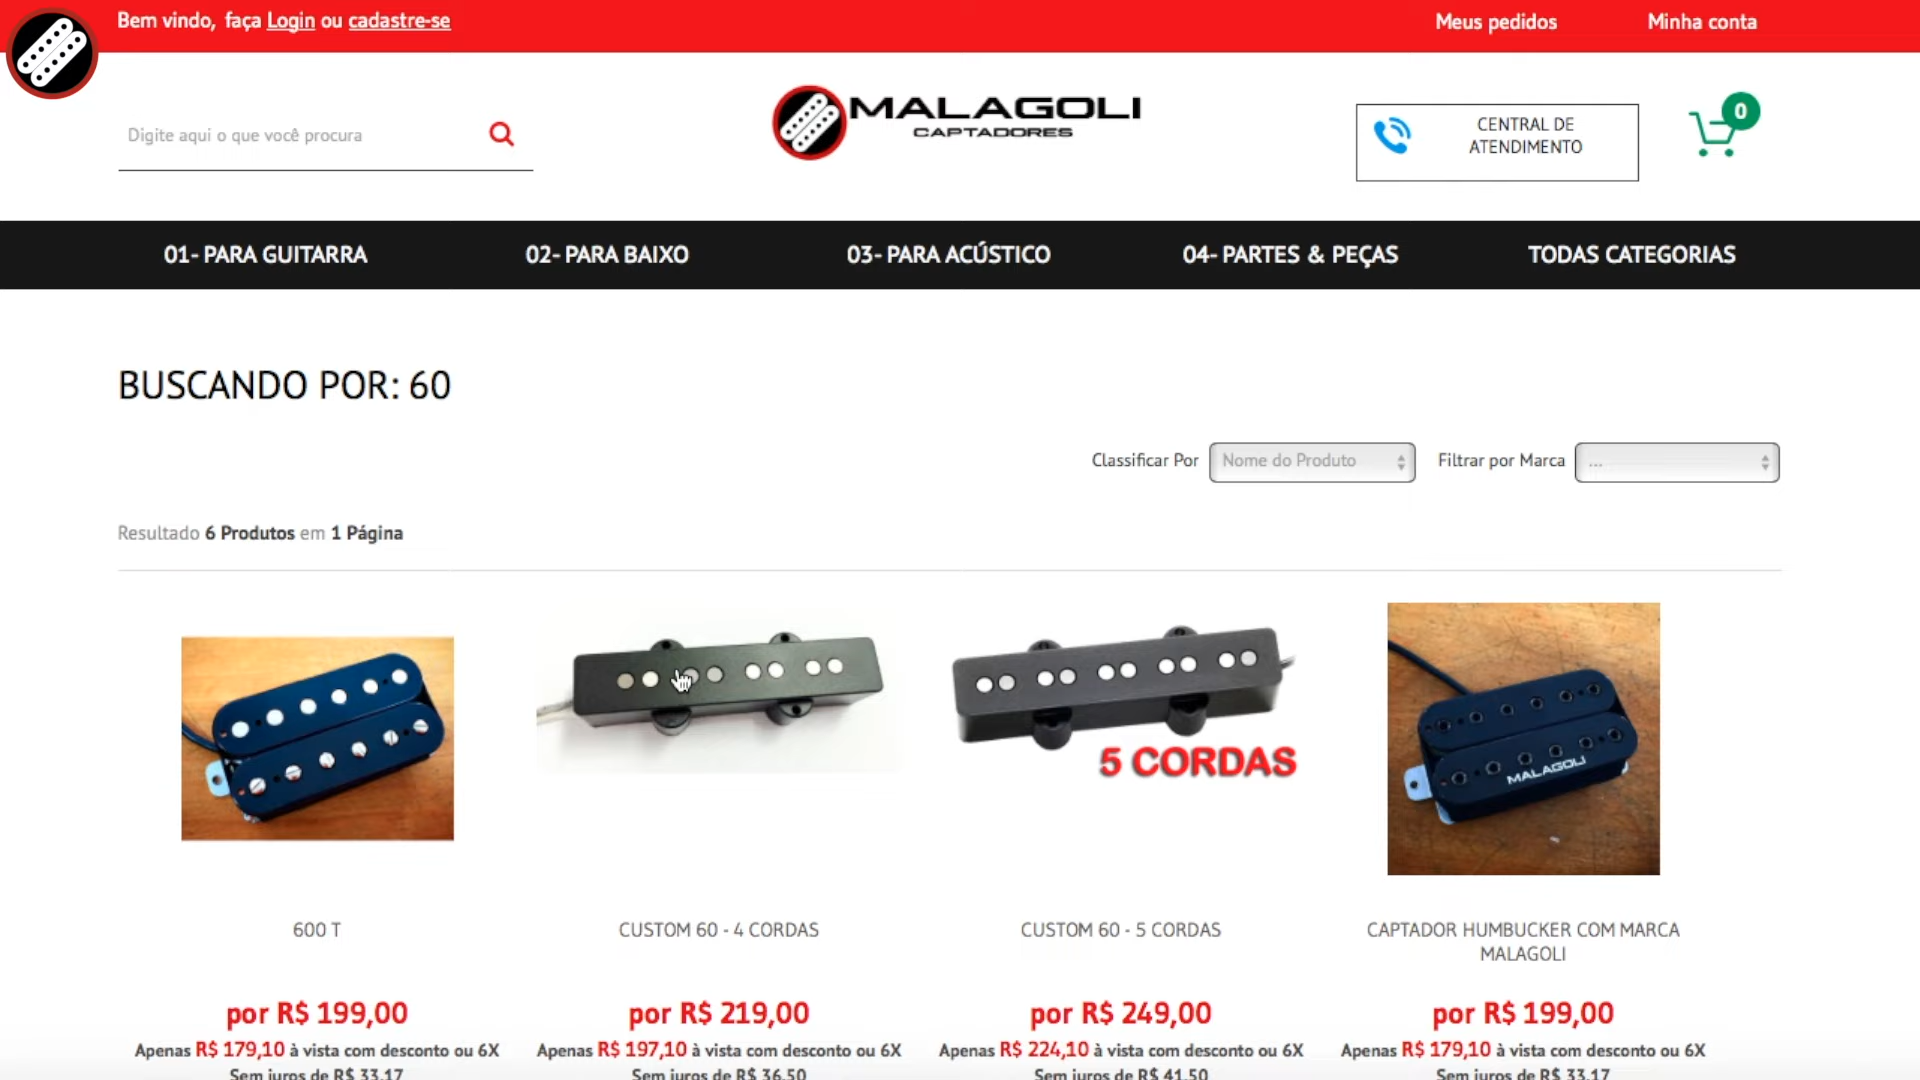 Bem vindo, faça Login ou cadastre-se
Meus pedidos
Minha conta
Digite aqui o que você procura
MALAGOLI
CAPTADORES
CENTRAL DE
ATENDIMENTO
0
01- PARA GUITARRA
02- PARA BAIXO
03- PARA ACÚSTICO
04- PARTES & PEÇAS
TODAS CATEGORIAS
BUSCANDO POR: 60
Classificar Por
Nome do Produto
Filtrar por Marca
...
Resultado 6 Produtos em 1 Página
5 CORDAS
MALAGOLI
600 T
CUSTOM 60 - 4 CORDAS
CUSTOM 60 - 5 CORDAS
CAPTADOR HUMBUCKER COM MARCA
MALAGOLI
por R$ 199,00
por R$ 219,00
por R$ 249,00
por R$ 199,00
Apenas R$ 179,10 à vista com desconto ou 6X
Apenas R$ 197,10 à vista com desconto ou 6X
Apenas R$ 224,10 à vista com desconto ou 6X
Apenas R$ 179,10 à vista com desconto ou 6X
Sem juros de R$ 33,17
Sem juros de R$ 36,50
Sem juros de R$ 41,50
Sem juros de R$ 33,17